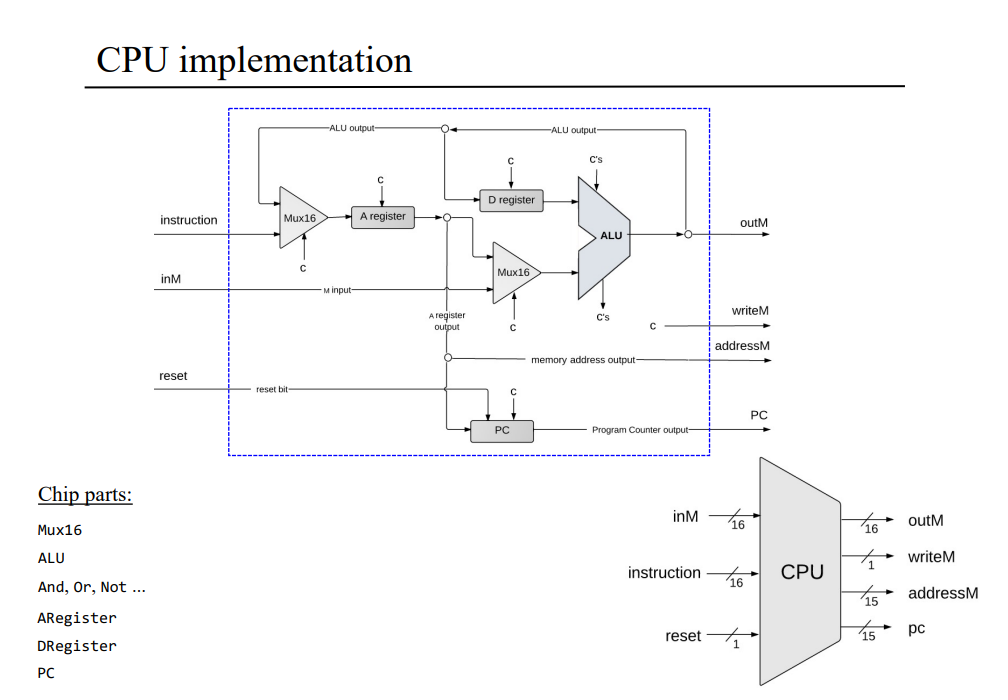 CPU implementation
ALU output
ALU output
c
c
c's
instruction
Mux16
A register
D register
ALU
outM
c
inM
M input
Mux16
A register
output
c
c's
c
writeM
addressM
memory address output
reset
reset bit
c
PC
PC
Program Counter output
Chip parts:
Mux16
ALU
And, Or, Not ...
ARegister
DRegister
PC
inM
16
instruction
16
reset
1
CPU
16
outM
1
writeM
15
addressM
15
pc